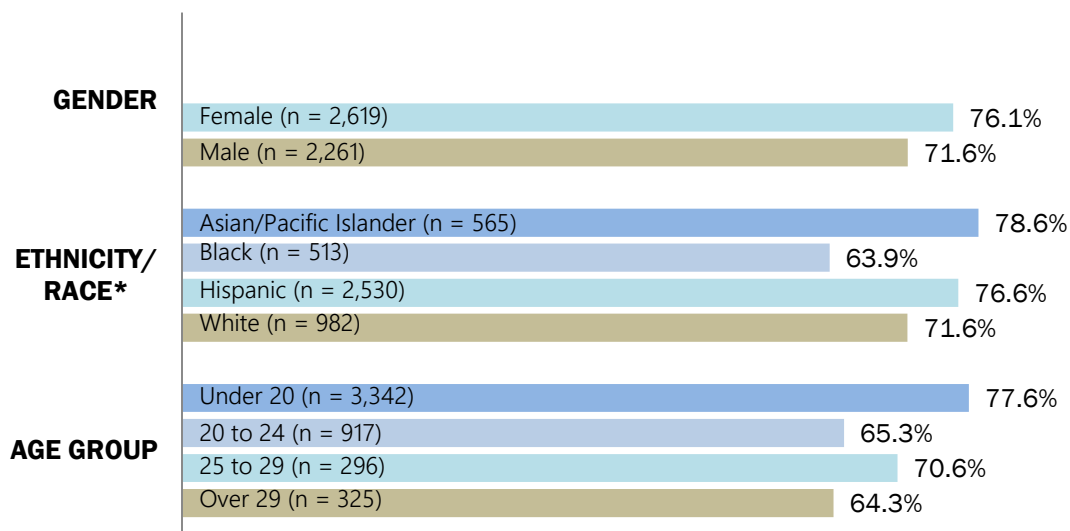 GENDER
Female (n = 2,619) 76.1%
Male (n = 2,261) 71.6%
ETHNICITY/
RACE*
Asian/Pacific Islander (n = 565) 78.6%
Black (n = 513) 63.9%
Hispanic (n = 2,530) 76.6%
White (n = 982) 71.6%
AGE GROUP
Under 20 (n = 3,342) 77.6%
20 to 24 (n = 917) 65.3%
25 to 29 (n = 296) 70.6%
Over 29 (n = 325) 64.3%